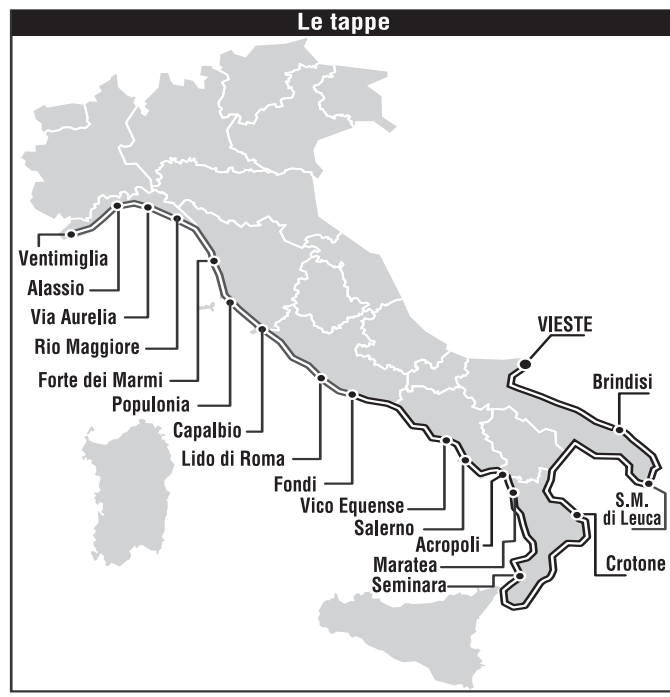 Le tappe
Ventimiglia
Alassio
Via Aurelia
Rio Maggiore
Forte dei Marmi
Populonia
Capalbio
Lido di Roma
Fondi
Vico Equense
Salerno
Acropoli
Maratea
Seminara
VIESTE
Brindisi
S.M.
di Leuca
Crotone